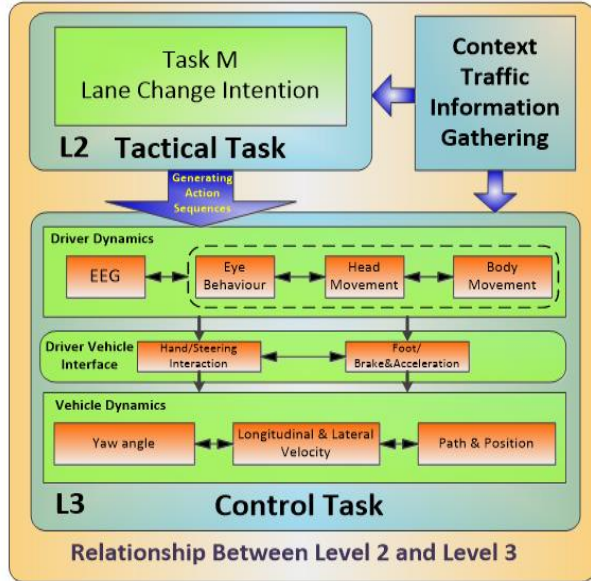 Task M
Lane Change Intention
L2 Tactical Task
Context
Traffic
Information
Gathering
Generating
Action
Sequences
Driver Dynamics
EEG
Eye
Behaviour
Head
Movement
Body
Movement
Driver Vehicle
Interface
Hand/Steering
Interaction
Foot/
Brake&Acceleration
Vehicle Dynamics
Yaw angle
Longitudinal & Lateral
Velocity
Path & Position
L3 Control Task
Relationship Between Level 2 and Level 3